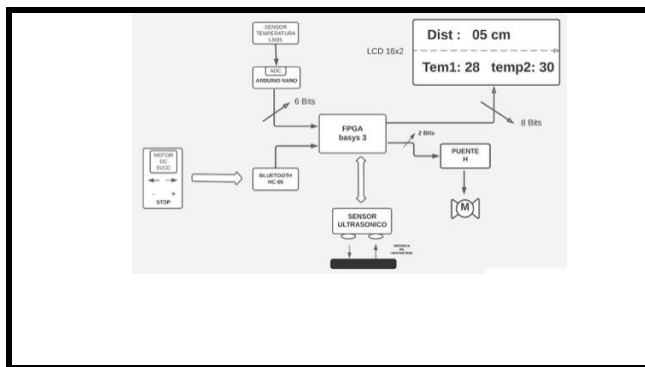 SENSOR
TEMPERATURA
LM35
ADC
ARDUINO-NANO
6 Bits
LCD 16x2
Dist : 05 cm
Tem1: 28 temp2: 30
8 Bits
FPGA
basys 3
2 Bits
PUENTE
H
M
MOTOR
DC
5VCC
- +
STOP
BLUETOOTH
HC-05
SENSOR
ULTRASONICO